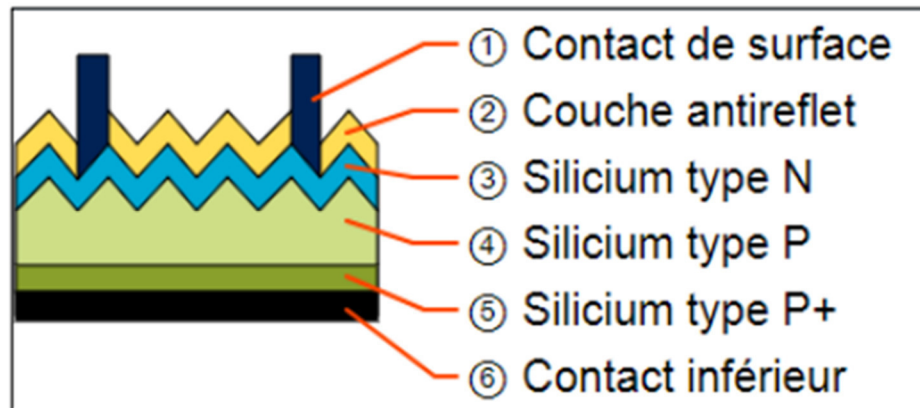 ① Contact de surface
② Couche antireflet
③ Silicium type N
④ Silicium type P
⑤ Silicium type P+
⑥ Contact inférieur